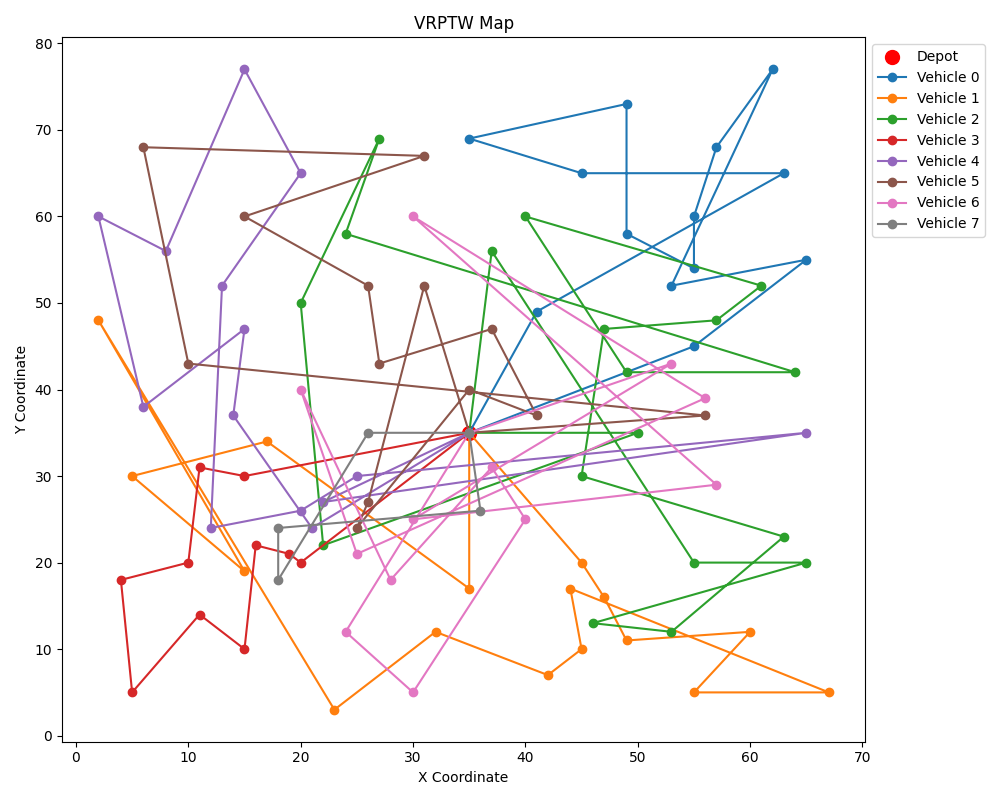 VRPTW Map
80
70
60
50
40
30
20
10
0
Y Coordinate
0 10 20 30 40 50 60 70
X Coordinate
Depot
Vehicle 0
Vehicle 1
Vehicle 2
Vehicle 3
Vehicle 4
Vehicle 5
Vehicle 6
Vehicle 7